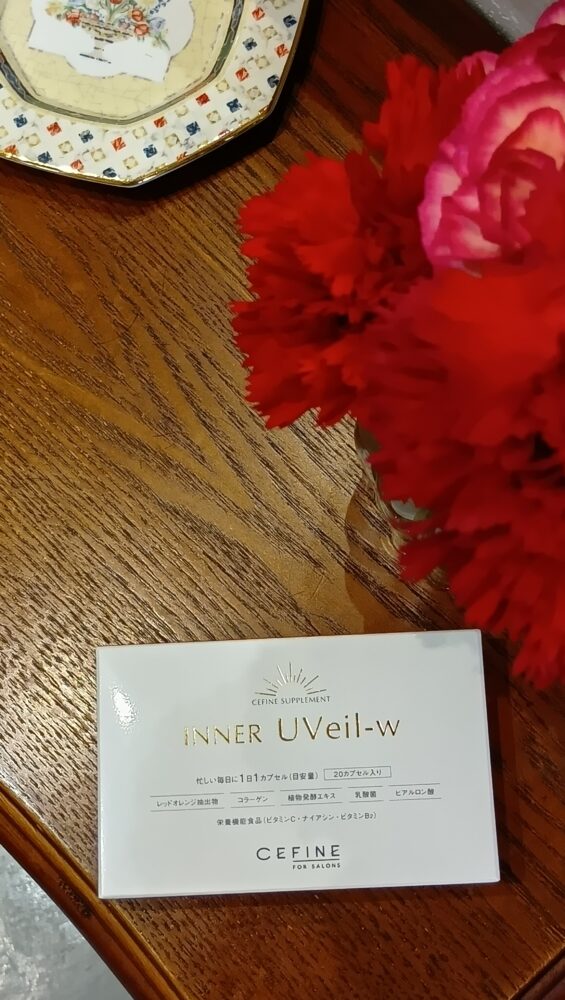 CEFINE SUPPLEMENT
INNER UVeil-w
忙しい毎日に1日1カプセル(目安量) 20カプセル入り
レッドオレンジ抽出物 コラーゲン 植物発酵エキス 乳酸菌 ヒアルロン酸
栄養機能食品(ビタミンC・ナイアシン・ビタミンB2)
CEFINE
FOR SALONS